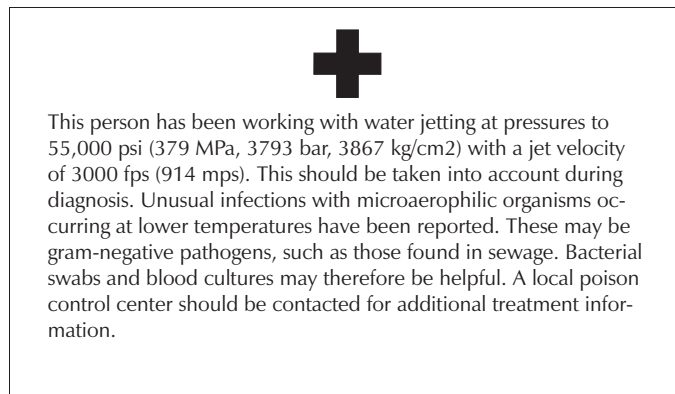 This person has been working with water jetting at pressures to
55,000 psi (379 MPa, 3793 bar, 3867 kg/cm2) with a jet velocity
of 3000 fps (914 mps). This should be taken into account during
diagnosis. Unusual infections with microaerophilic organisms oc-
curring at lower temperatures have been reported. These may be
gram-negative pathogens, such as those found in sewage. Bacterial
swabs and blood cultures may therefore be helpful. A local poison
control center should be contacted for additional treatment infor-
mation.